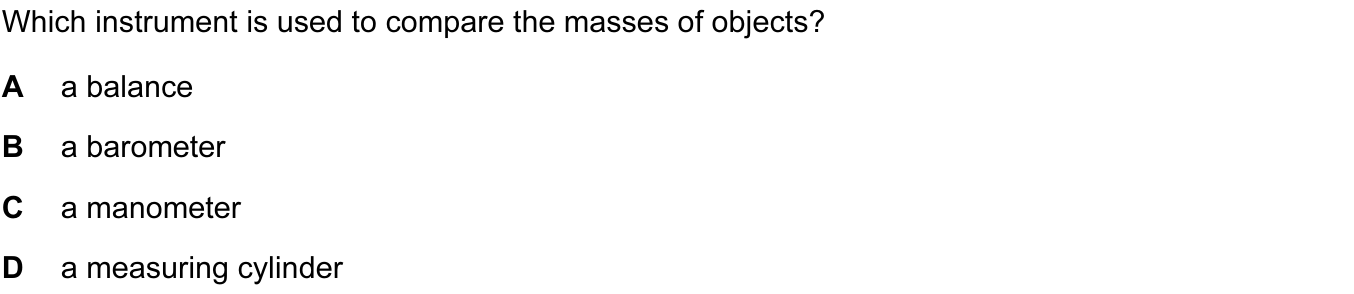 Which instrument is used to compare the masses of objects?
A a balance
B a barometer
C a manometer
D a measuring cylinder